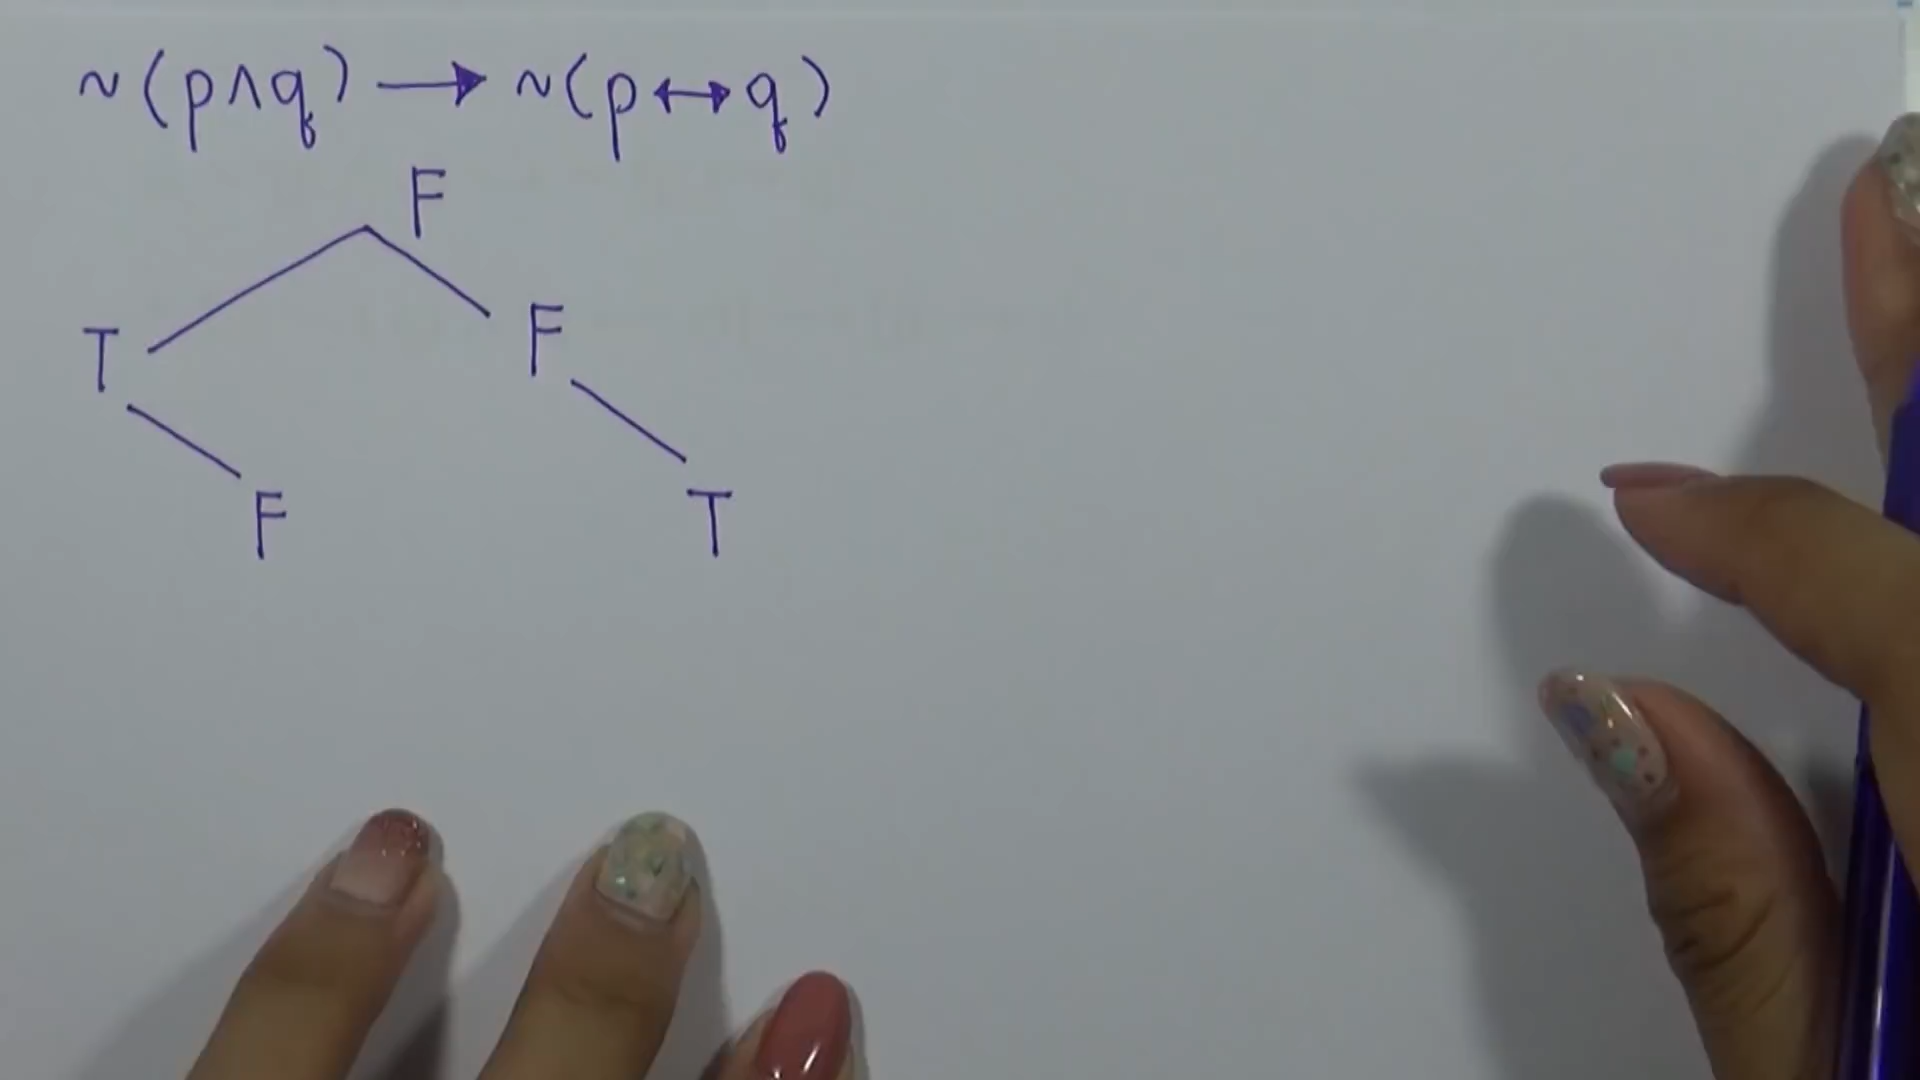 ~(p∧q) → ~(p↔q)
F
T F
F T